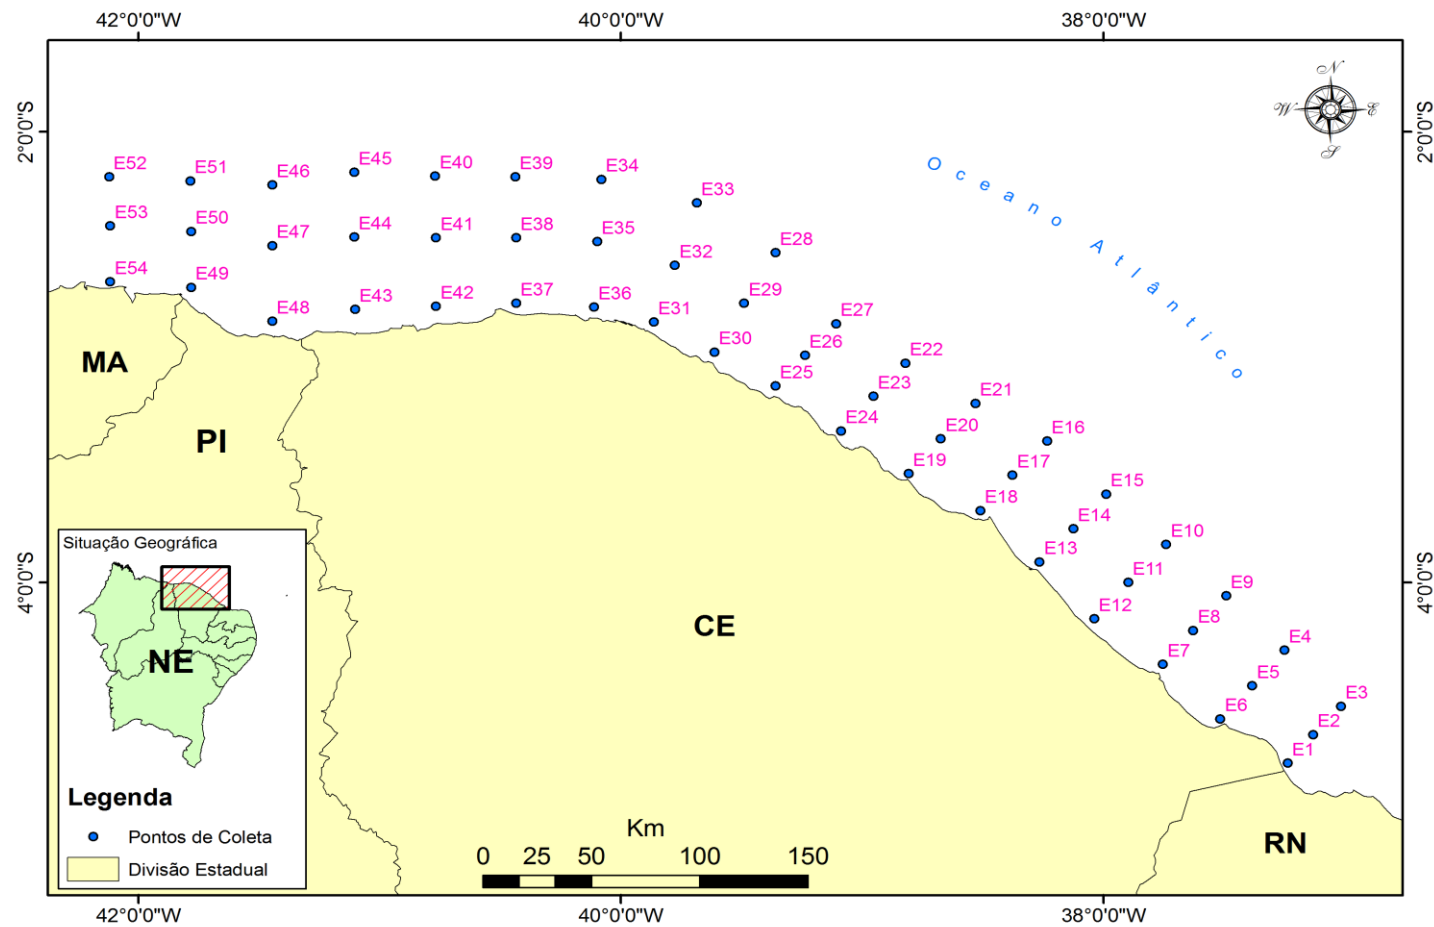 42°0'0"W 40°0'0"W 38°0'0"W
N
W E
S
2°0'0"S 2°0'0"S
E52 E51 E46 E45 E40 E39 E34
E33
E53 E50 E47 E44 E41 E38 E35
E32 E28
E54 E49 E48 E43 E42 E37 E36 E31 E29
E30 E26 E27
E25 E23 E22
E24 E20 E21
E19 E17 E16
E18 E14 E15
E13 E11 E10
E12 E8 E9
E7 E5 E4
E6 E2 E3
E1
Oceano Atlântico
MA
PI
CE
RN
4°0'0"S 4°0'0"S
Situação Geográfica
NE
Legenda
Pontos de Coleta
Divisão Estadual
Km
0 25 50 100 150
42°0'0"W 40°0'0"W 38°0'0"W